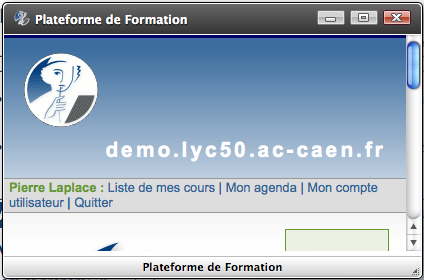 Plateforme de Formation
demo.lyc50.ac-caen.fr
Pierre Laplace : Liste de mes cours | Mon agenda | Mon compte
utilisateur | Quitter
Plateforme de Formation